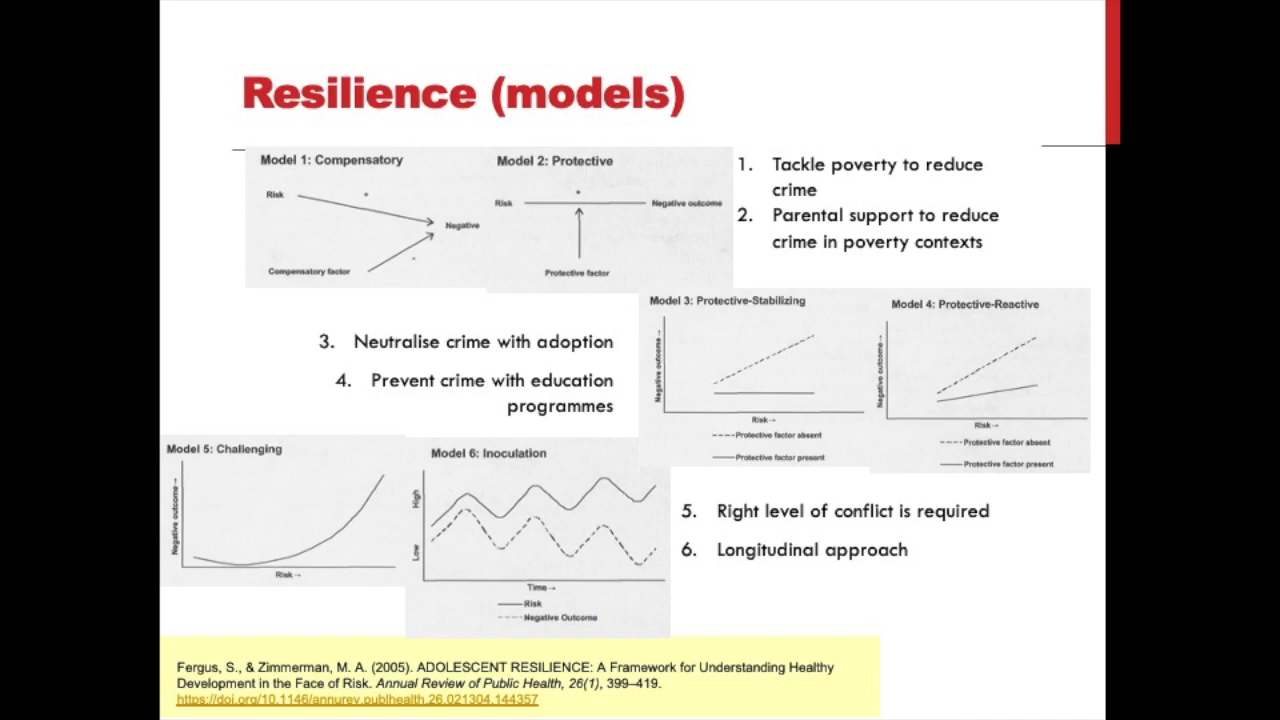 Resilience (models)
Model 1: Compensatory
Risk
+
Negative
Compensatory factor
-
Model 2: Protective
+
Risk
Negative outcome
Protective factor
1. Tackle poverty to reduce
crime
2. Parental support to reduce
crime in poverty contexts
3. Neutralise crime with adoption
4. Prevent crime with education
programmes
Model 3: Protective-Stabilizing
Negative outcome→
Risk→
----Protective factor absent
——Protective factor present
Model 4: Protective-Reactive
Negative outcome→
Risk→
----Protective factor absent
——Protective factor present
Model 5: Challenging
Negative outcome→
Risk→
Model 6: Inoculation
High
Low
Time→
——Risk
----Negative Outcome
5. Right level of conflict is required
6. Longitudinal approach
Fergus, S., & Zimmerman, M. A. (2005). ADOLESCENT RESILIENCE: A Framework for Understanding Healthy
Development in the Face of Risk. Annual Review of Public Health, 26(1), 399–419.
https://doi.org/10.1146/annurev.publhealth.26.021304.144357